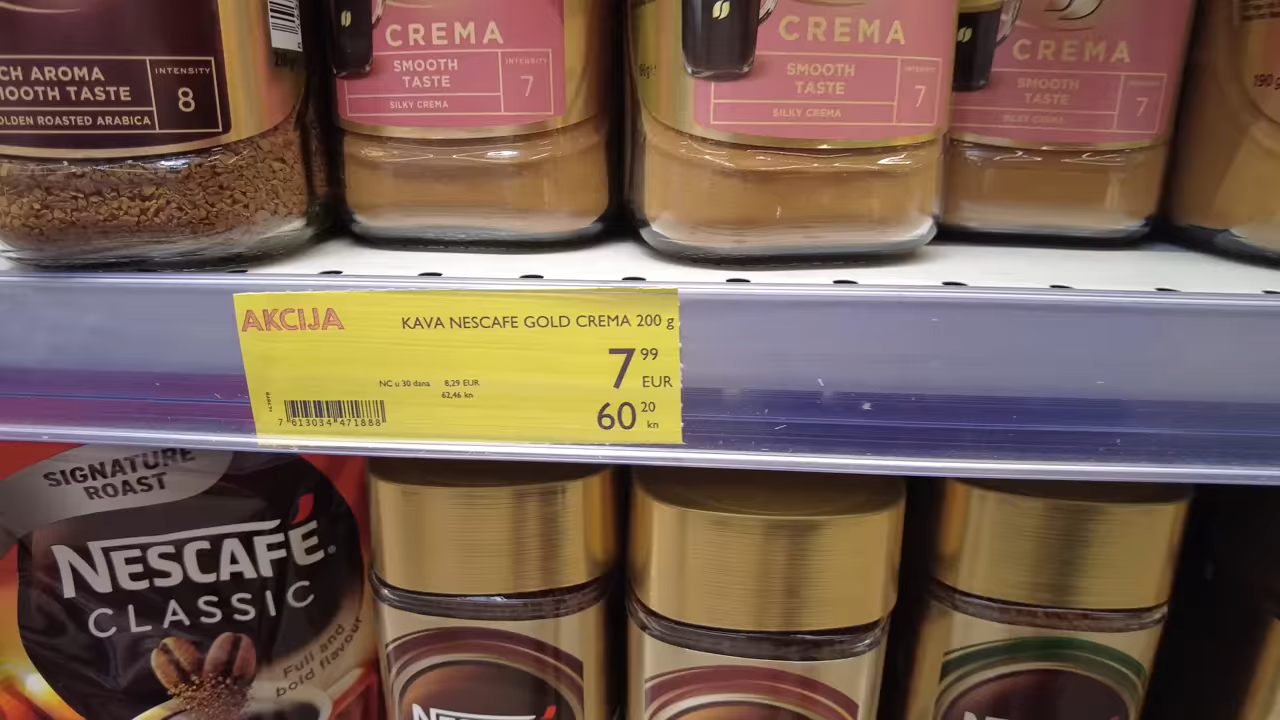 CH AROMA
OOTH TASTE
OLDEN ROASTED ARABICA
INTENSITY
8
CREMA
SMOOTH
TASTE
SILKY CREMA
INTENSITY
7
CREMA
SMOOTH
TASTE
SILKY CREMA
INTENSITY
7
CREMA
SMOOTH
TASTE
SILKY CREMA
7
190 g
AKCIJA
KAVA NESCAFE GOLD CREMA 200 g
7 99
EUR
NC u 30 dana 8,29 EUR
62,46 kn
60 20
kn
7 613034 471888
SIGNATURE
ROAST
NESCAFÉ
CLASSIC
Full and
bold flavour